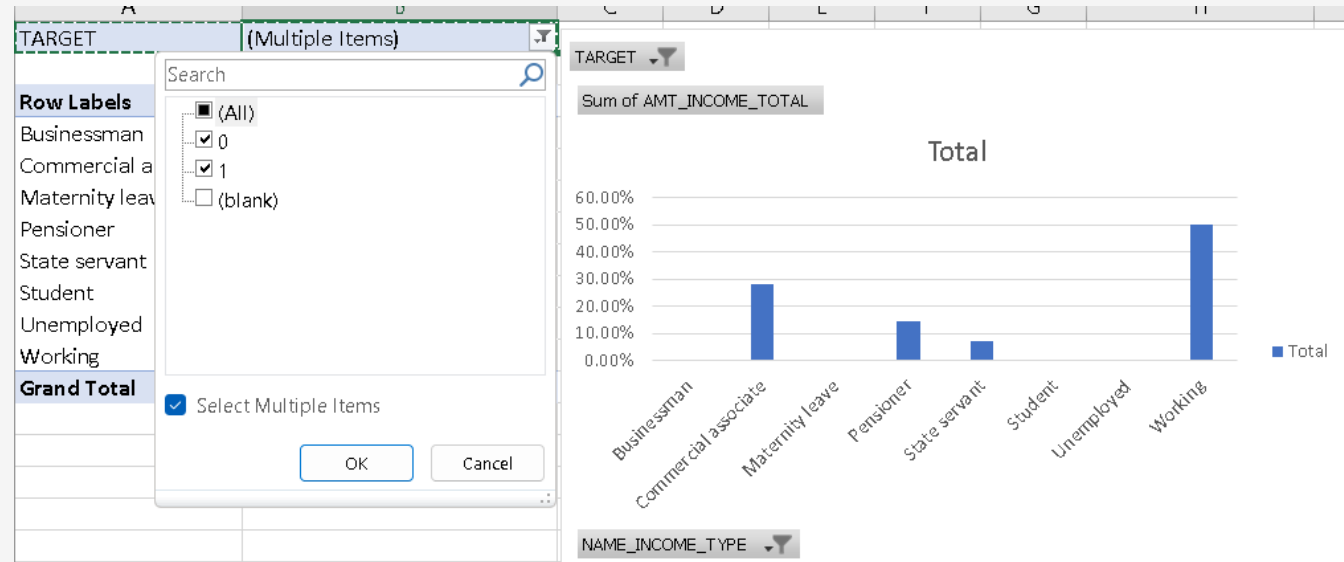 A B C D E F G H
TARGET (Multiple Items)
Search
(All)
0
1
(blank)
Select Multiple Items
OK Cancel
Row Labels
Businessman
Commercial a
Maternity leav
Pensioner
State servant
Student
Unemployed
Working
Grand Total
TARGET
Sum of AMT_INCOME_TOTAL
Total
60.00%
50.00%
40.00%
30.00%
20.00%
10.00%
0.00%
Businessman
Commercial associate
Maternity leave
Pensioner
State servant
Student
Unemployed
Working
Total
NAME_INCOME_TYPE